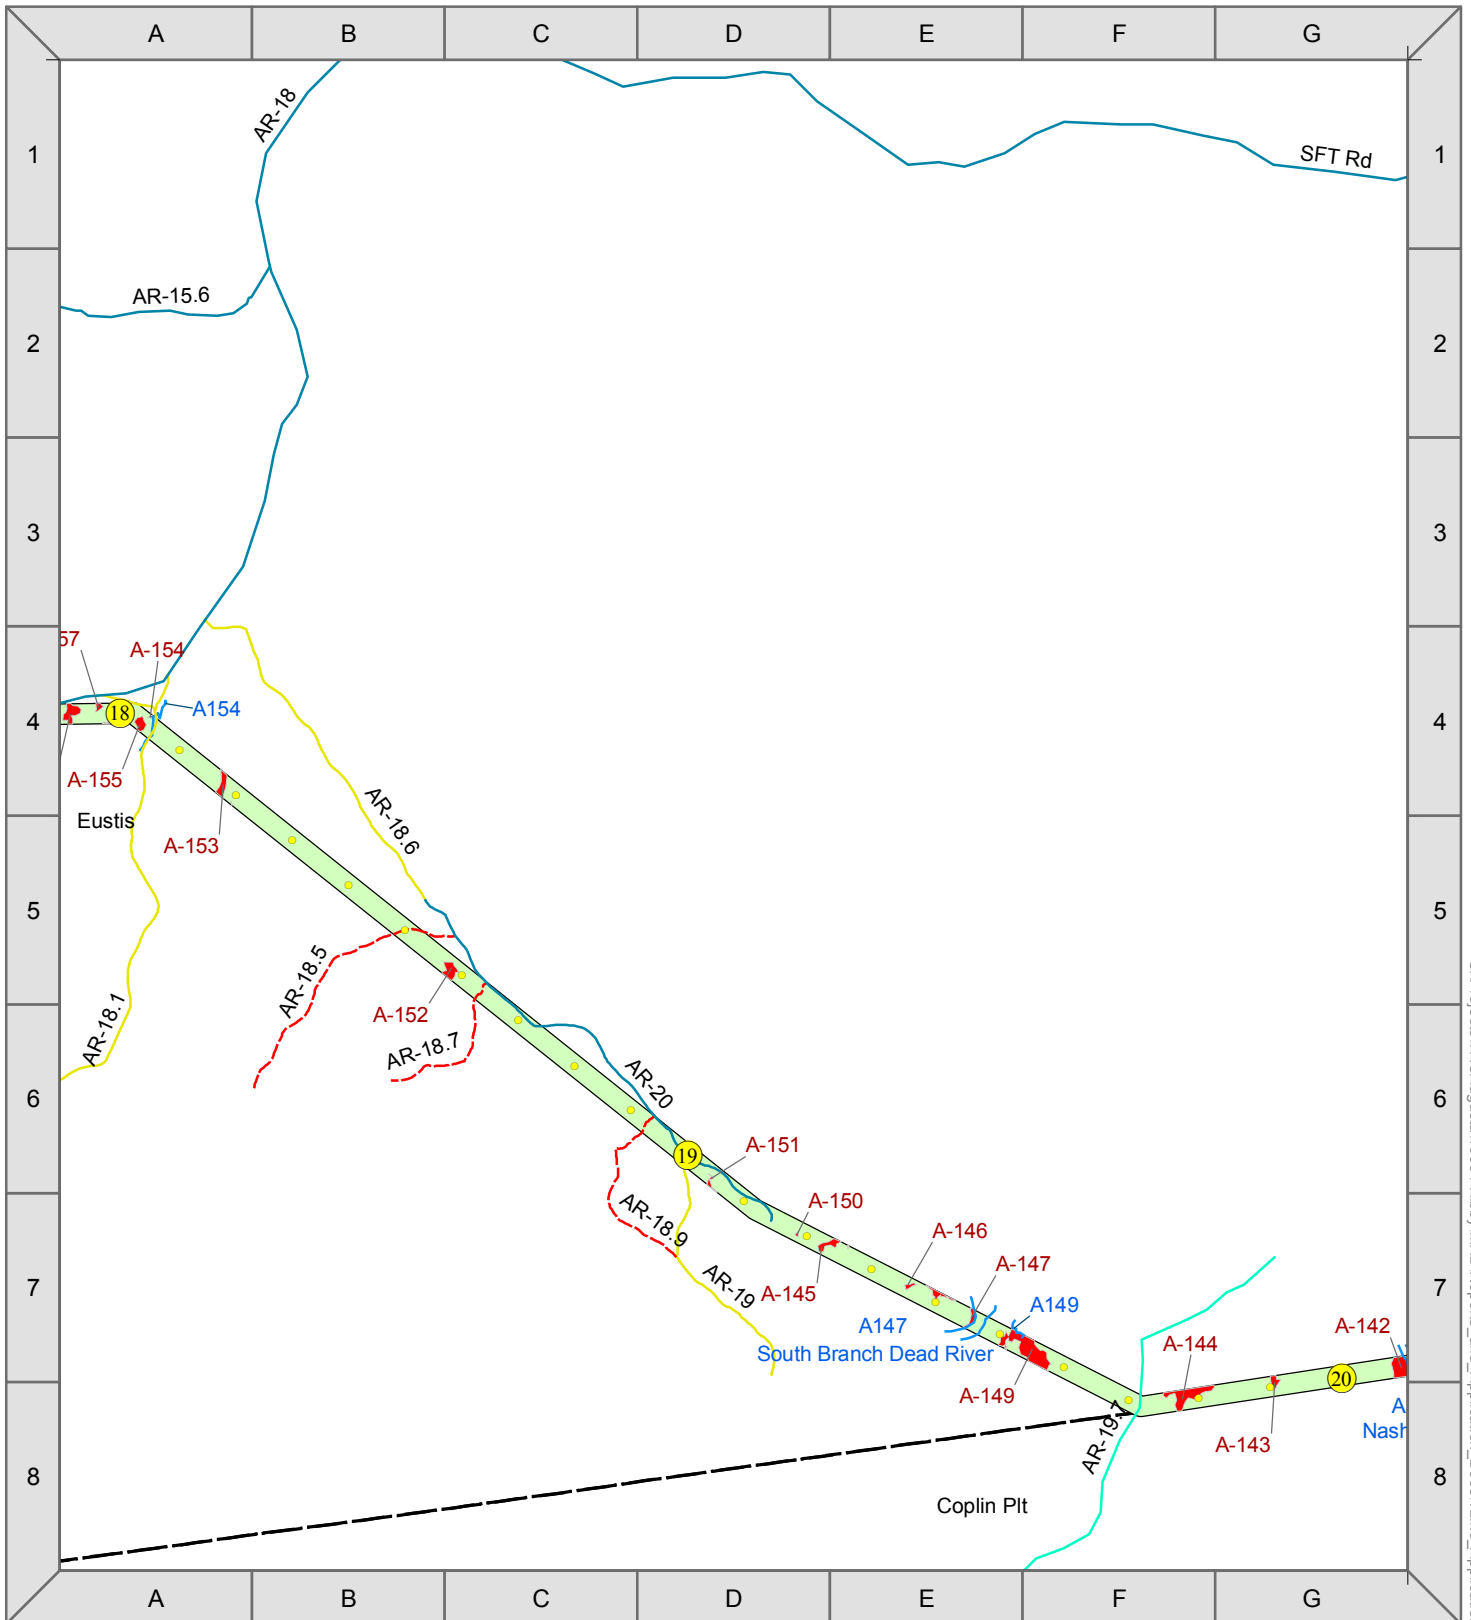 A B C D E F G
1 1
AR-18
SFT Rd
AR-15.6
2 2
3 3
57
A-154
A154
18
4 4
A-155
Eustis
A-153
AR-18.6
5 5
AR-18.5
A-152
AR-18.1
AR-18.7
AR-20
6 6
19
A-151
A-150
AR-18.9
A-146
A-147
7 7
AR-19
A-145
A147
A149
South Branch Dead River
A-142
A-144
20
A-149
A
Nash
AR-19.7
A-143
8 8
Coplin Plt
A B C D E F G